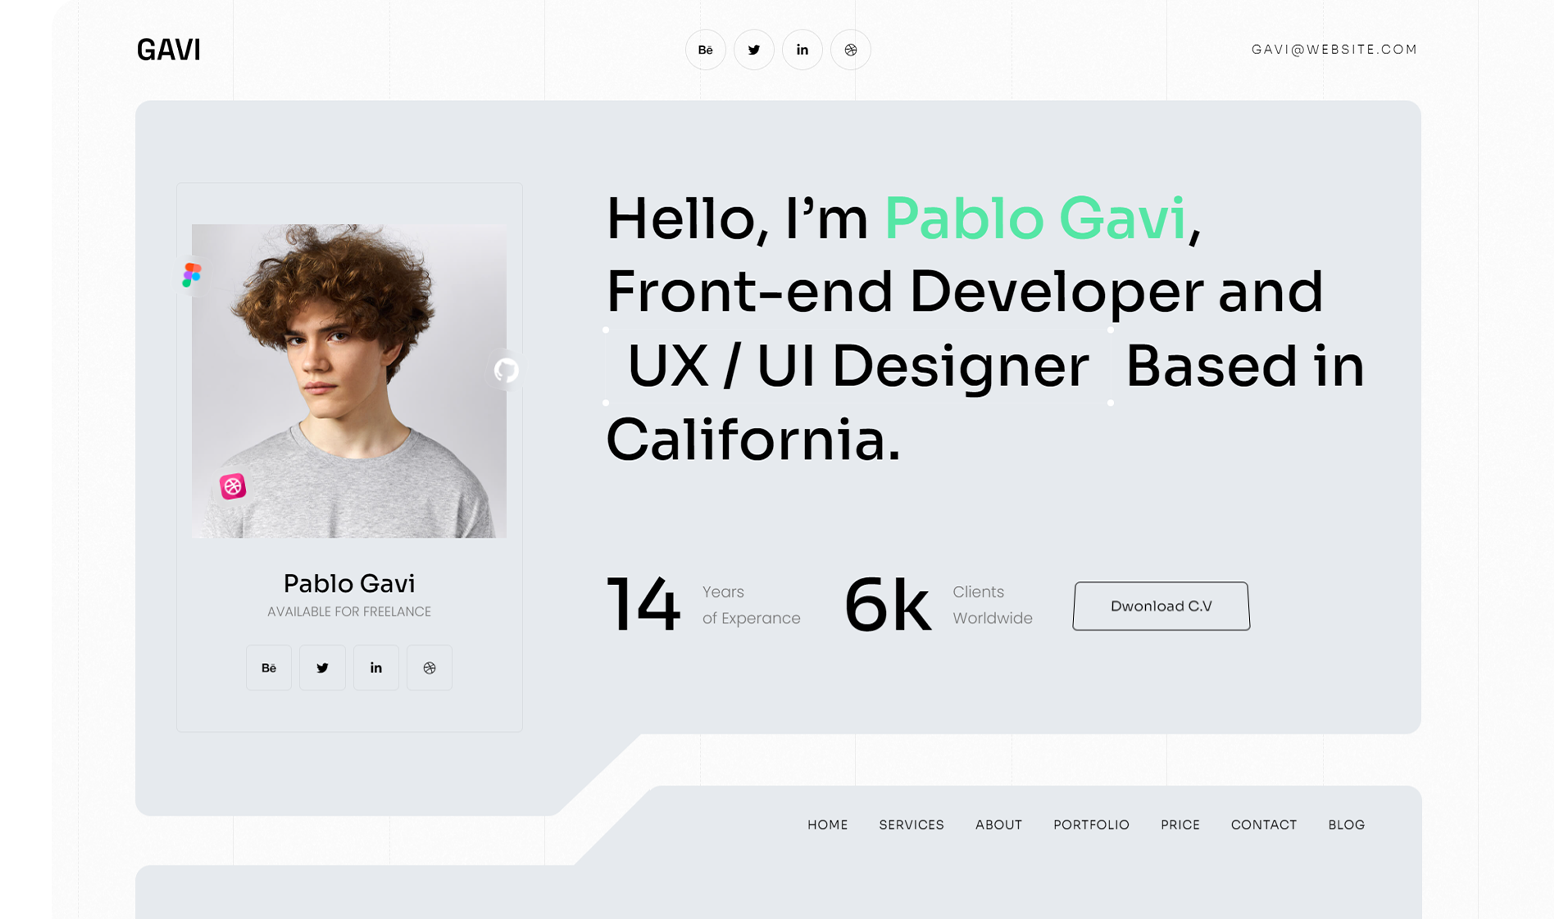 GAVI
Bē
in
GAVI@WEBSITE.COM
Hello, I’m Pablo Gavi,
Front-end Developer and
UX / UI Designer Based in
California.
Pablo Gavi
AVAILABLE FOR FREELANCE
Bē
in
14
Years
of Experance
6k
Clients
Worldwide
Dwonload C.V
HOME SERVICES ABOUT PORTFOLIO PRICE CONTACT BLOG